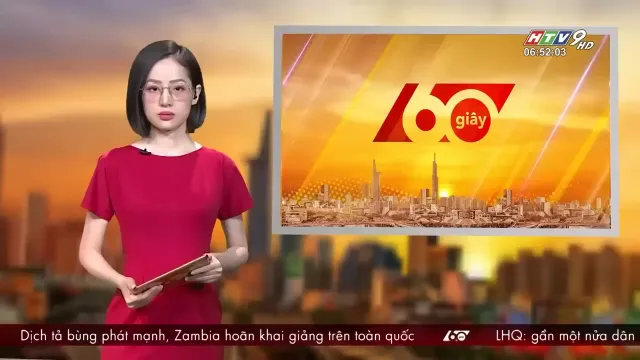 HTV9 HD
06:52:03
60 giây
Dịch tả bùng phát mạnh, Zambia hoãn khai giảng trên toàn quốc 60 LHQ: gần một nửa dân